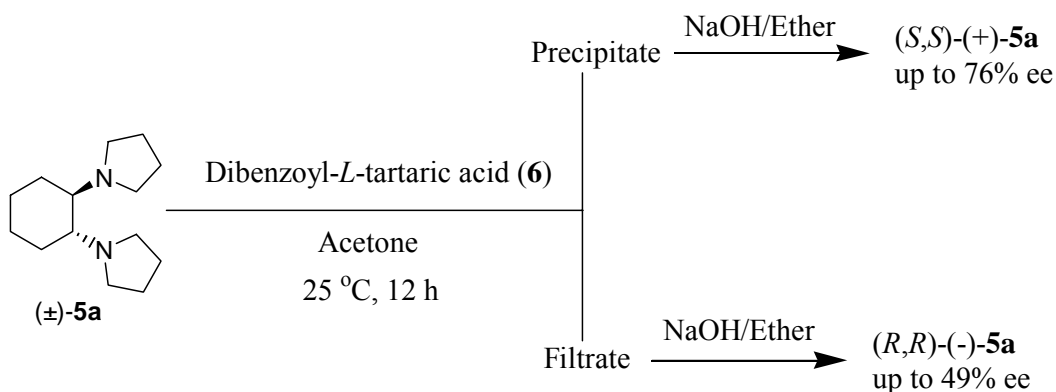 NaOH/Ether
Precipitate
(S,S)-(+)-5a
up to 76% ee
N
N
(±)-5a
Dibenzoyl-L-tartaric acid (6)
Acetone
25 °C, 12 h
NaOH/Ether
Filtrate
(R,R)-(-)-5a
up to 49% ee